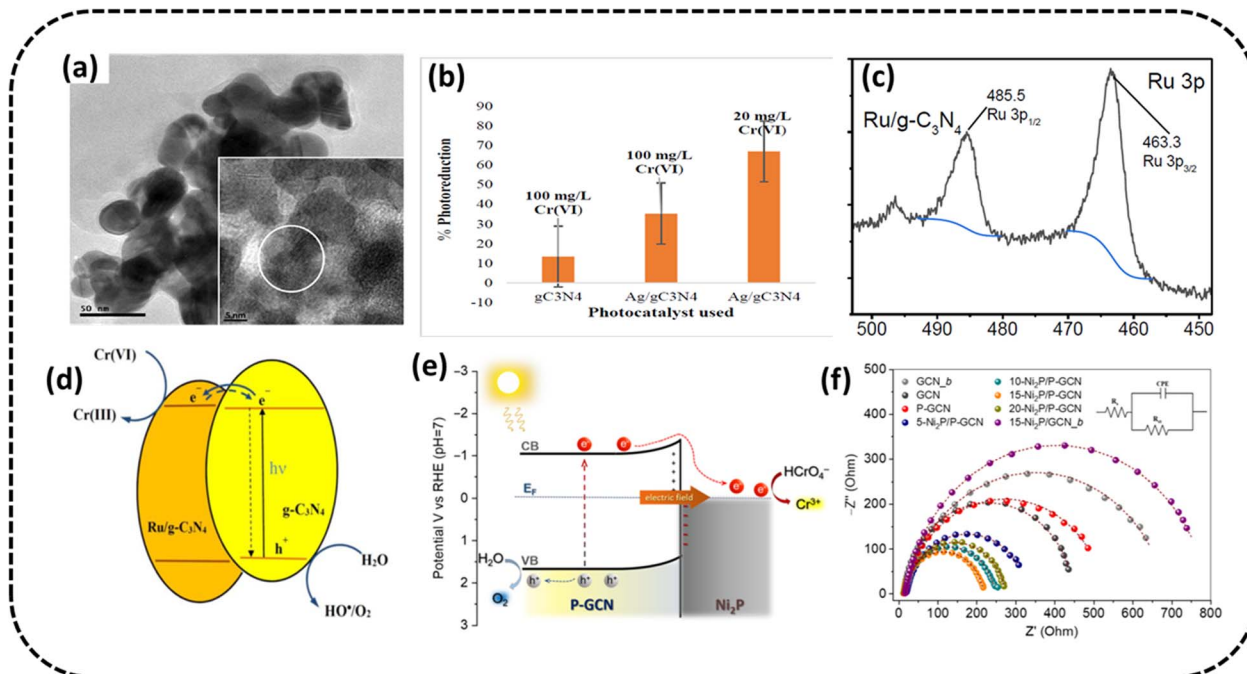 (a)
50 nm
5 nm
(b)
% Photoreduction
90
80
70
60
50
40
30
20
10
0
-10
100 mg/L
Cr(VI)
100 mg/L
Cr(VI)
20 mg/L
Cr(VI)
gC3N4
Ag/gC3N4
Ag/gC3N4
Photocatalyst used
(c)
Ru 3p
Ru/g-C₃N₄
485.5
Ru 3p₁/₂
463.3
Ru 3p₃/₂
500 490 480 470 460 450
(d)
Cr(VI)
Cr(III)
e⁻
e⁻
hν
Ru/g-C₃N₄
g-C₃N₄
h⁺
H₂O
HO•/O₂
(e)
Potential V vs RHE (pH=7)
−3
−2
−1
0
1
2
3
CB
e⁻
e⁻
E_F
electric field
e⁻
e⁻
HCrO₄⁻
Cr³⁺
H₂O
VB
h⁺
h⁺
h⁺
O₂
P-GCN
Ni₂P
(f)
-Z" (Ohm)
-500
-400
-300
-200
-100
0
GCN_b
GCN
P-GCN
5-Ni₂P/P-GCN
10-Ni₂P/P-GCN
15-Ni₂P/P-GCN
20-Ni₂P/P-GCN
15-Ni₂P/GCN_b
CPE
0 100 200 300 400 500 600 700 800
Z' (Ohm)